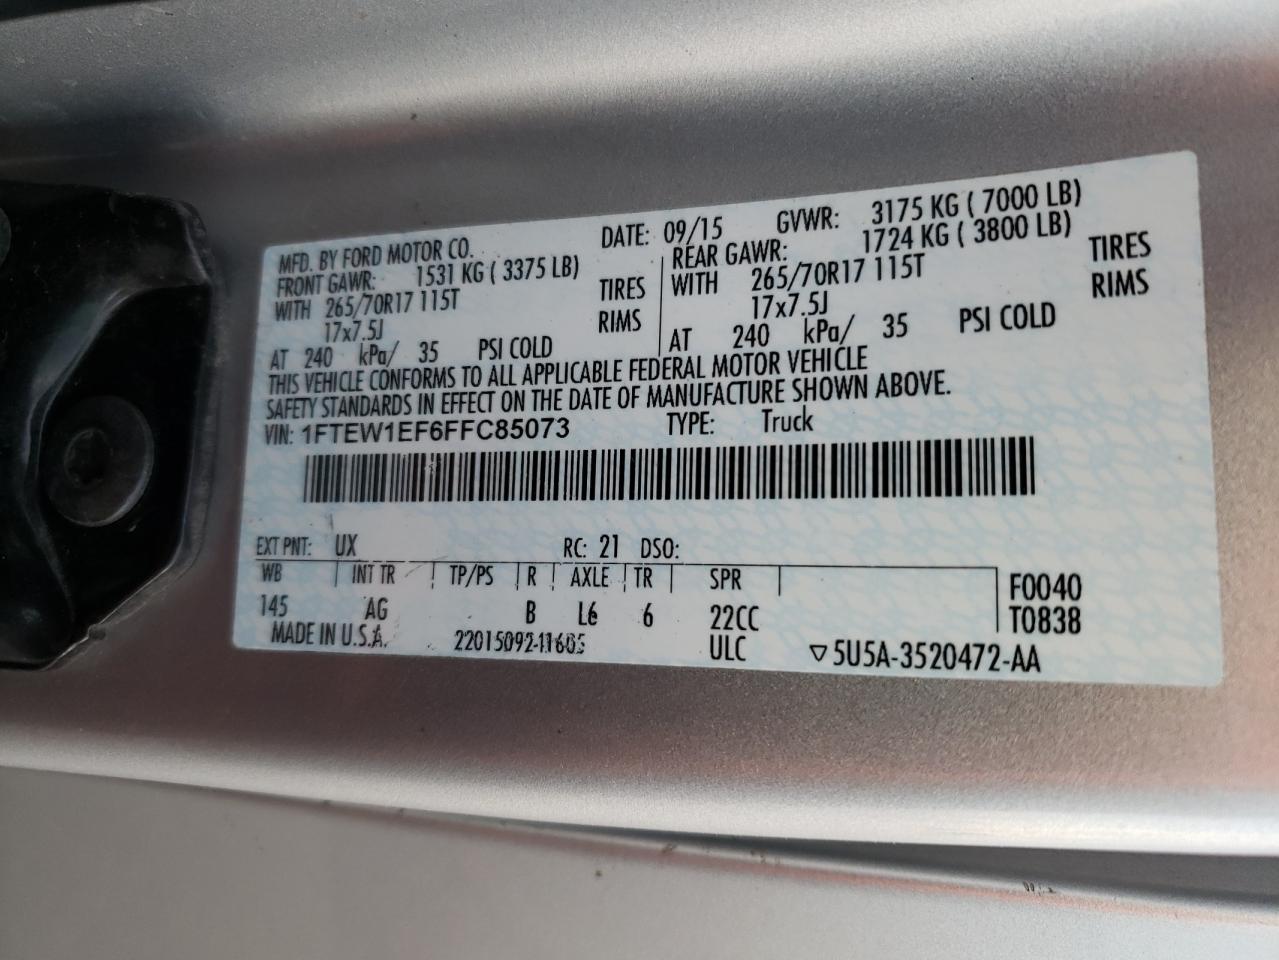 MFD. BY FORD MOTOR CO. DATE: 09/15 GVWR: 3175 KG ( 7000 LB)
FRONT GAWR: 1531 KG ( 3375 LB) REAR GAWR: 1724 KG ( 3800 LB)
WITH 265/70R17 115T TIRES WITH 265/70R17 115T TIRES
17x7.5J RIMS 17x7.5J RIMS
AT 240 kPa/ 35 PSI COLD AT 240 kPa/ 35 PSI COLD
THIS VEHICLE CONFORMS TO ALL APPLICABLE FEDERAL MOTOR VEHICLE
SAFETY STANDARDS IN EFFECT ON THE DATE OF MANUFACTURE SHOWN ABOVE.
VIN: 1FTEW1EF6FFC85073 TYPE: Truck
EXT PNT: UX RC: 21 DSO:
WB INT TR TP/PS R AXLE TR SPR F0040
145 AG B L6 6 22CC T0838
MADE IN U.S.A. ULC ▽5U5A-3520472-AA